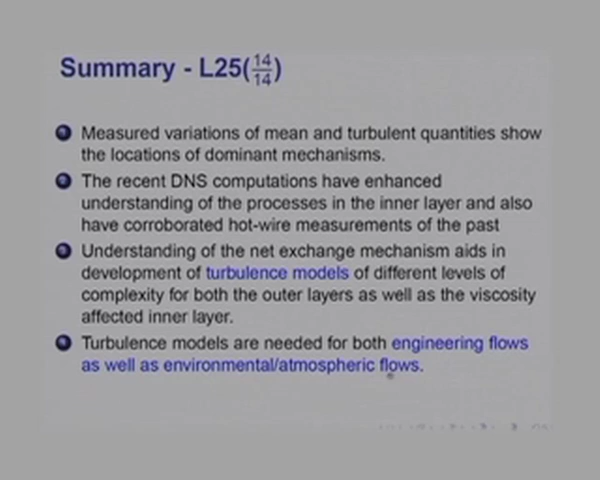 Summary - L25(14/14)
Measured variations of mean and turbulent quantities show
the locations of dominant mechanisms.
The recent DNS computations have enhanced
understanding of the processes in the inner layer and also
have corroborated hot-wire measurements of the past
Understanding of the net exchange mechanism aids in
development of turbulence models of different levels of
complexity for both the outer layers as well as the viscosity
affected inner layer.
Turbulence models are needed for both engineering flows
as well as environmental/atmospheric flows.